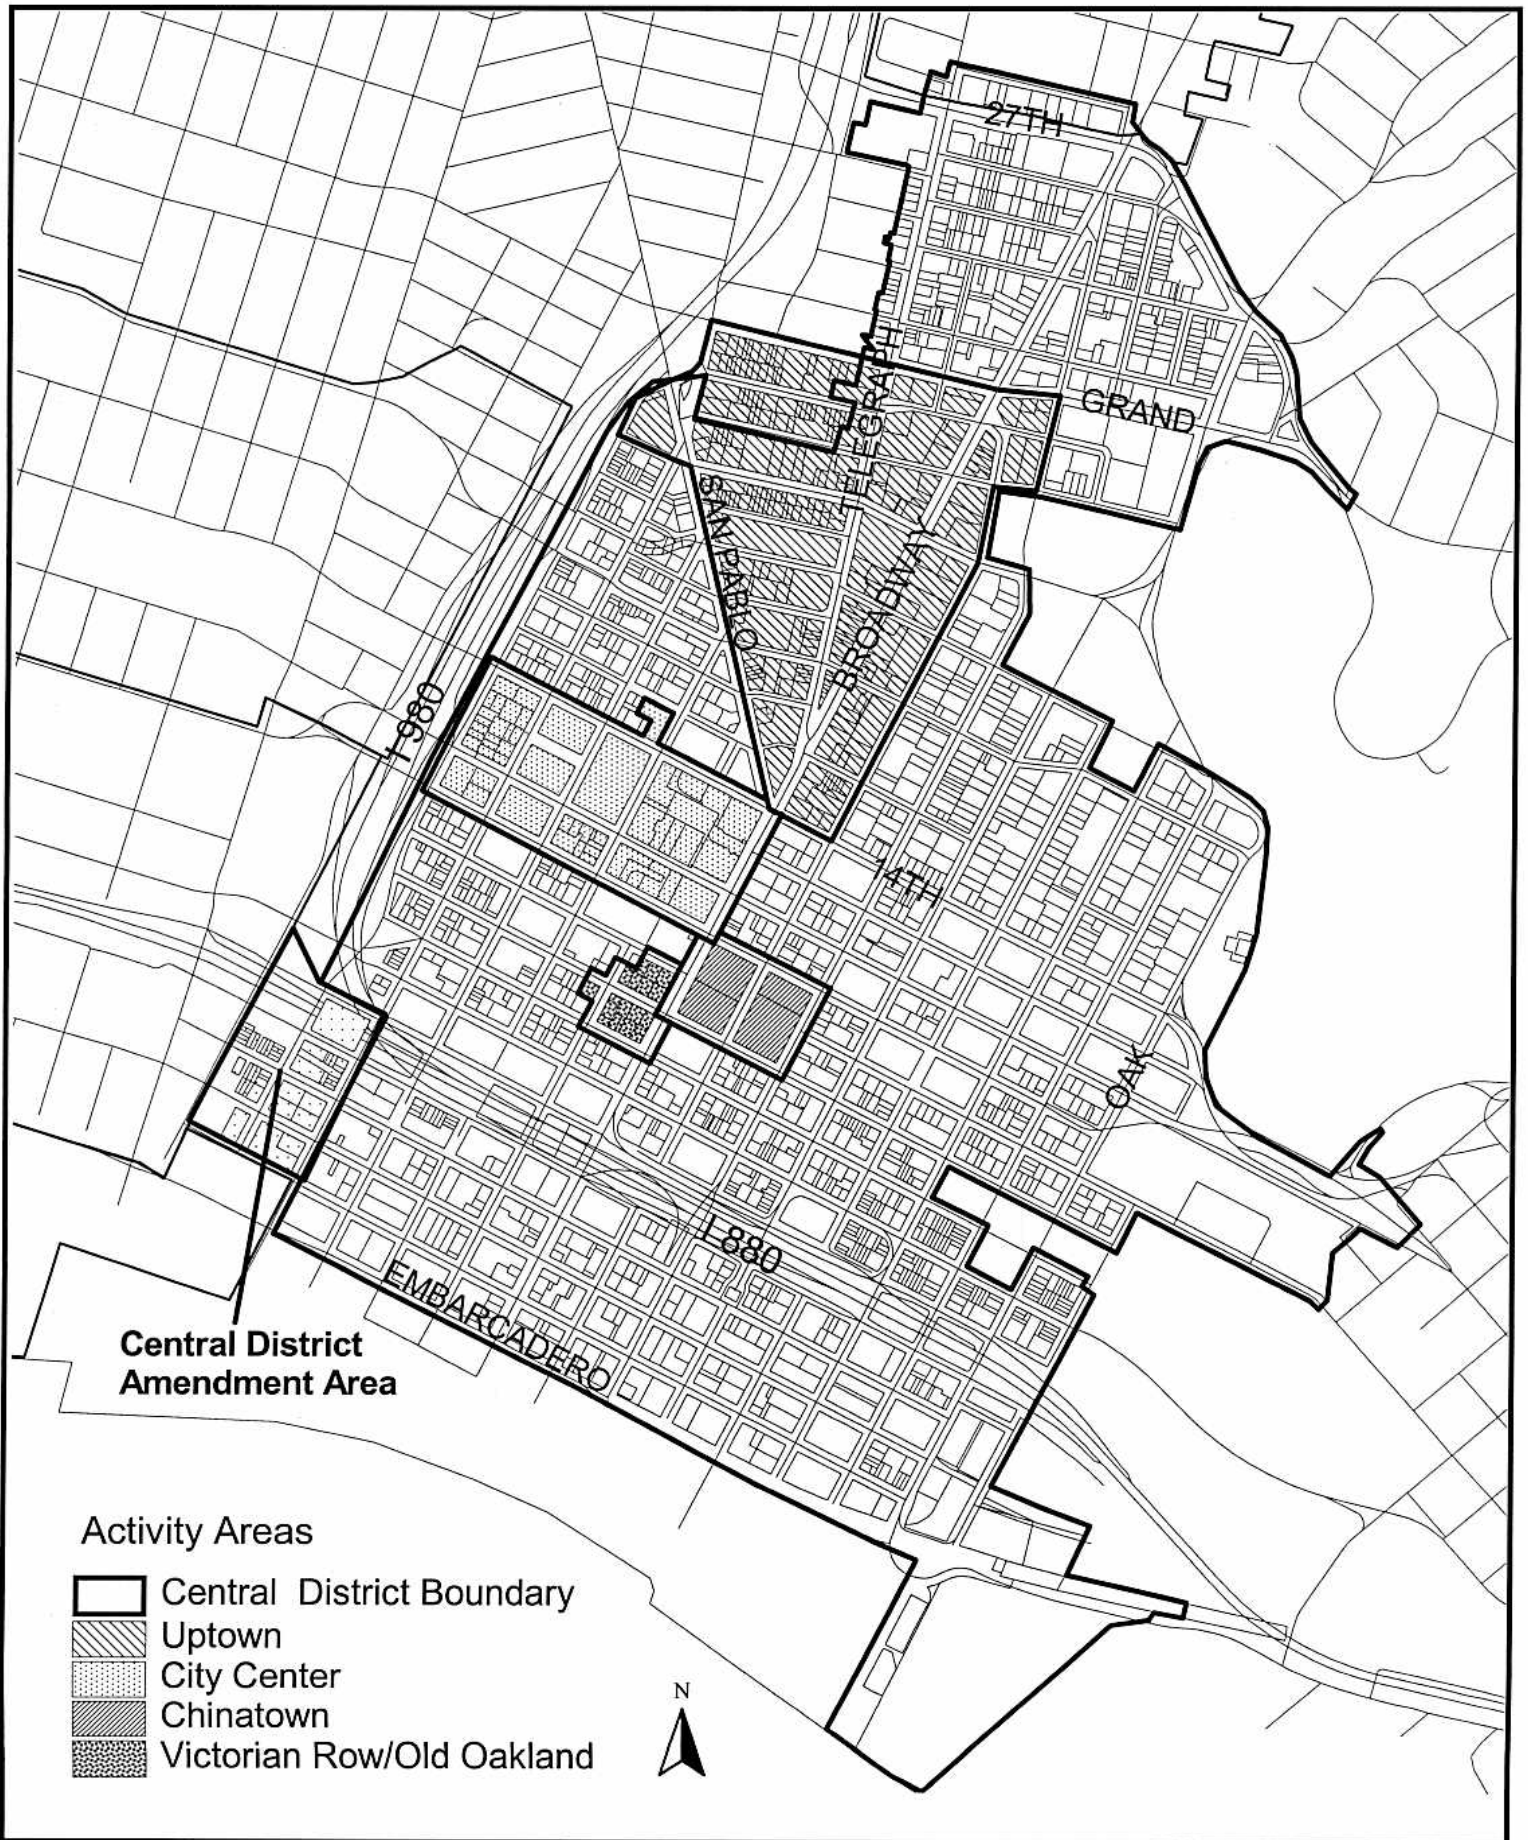 27TH
GRAND
TELEGRAPH
SAN PABLO
BROADWAY
I 980
14TH
OAK
I 880
EMBARCADERO
Central District
Amendment Area
Activity Areas
Central District Boundary
Uptown
City Center
Chinatown
Victorian Row/Old Oakland
N